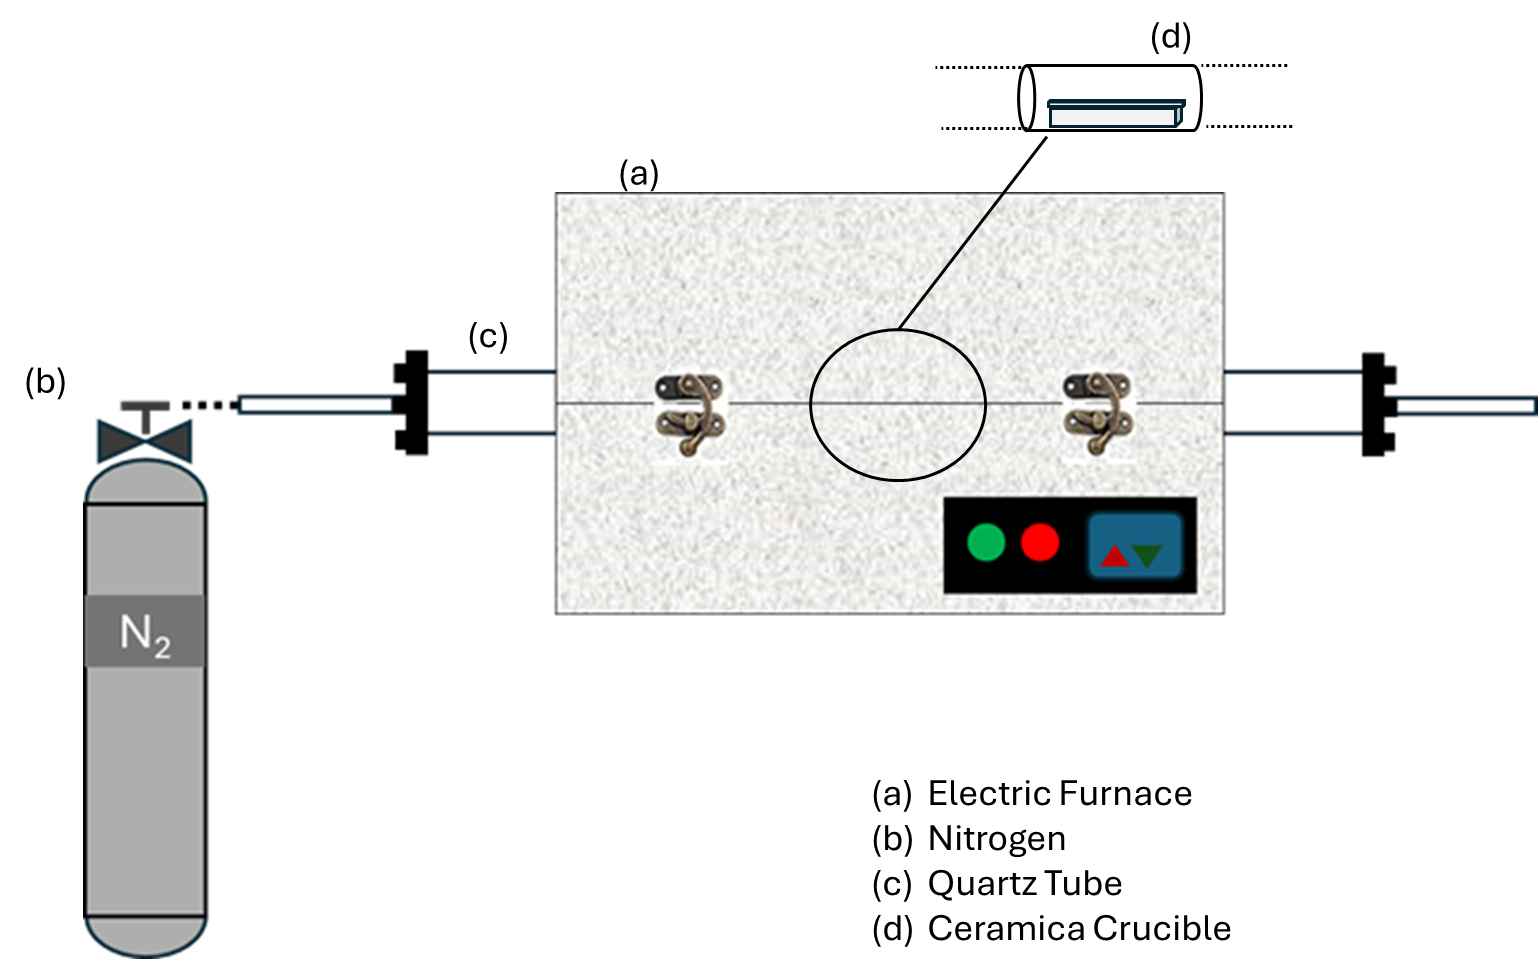 (d)
(a)
(c)
(b)
N₂
(a) Electric Furnace
(b) Nitrogen
(c) Quartz Tube
(d) Ceramica Crucible